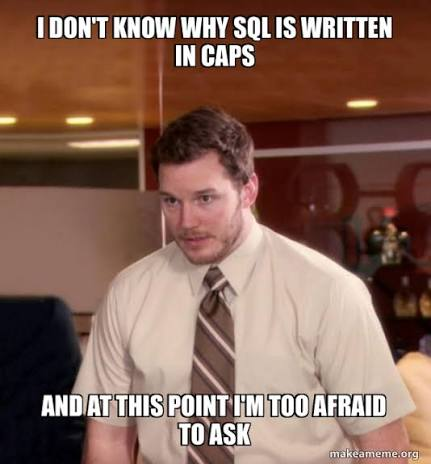 I DON'T KNOW WHY SQL IS WRITTEN
IN CAPS
AND AT THIS POINT I'M TOO AFRAID
TO ASK
makeameme.org